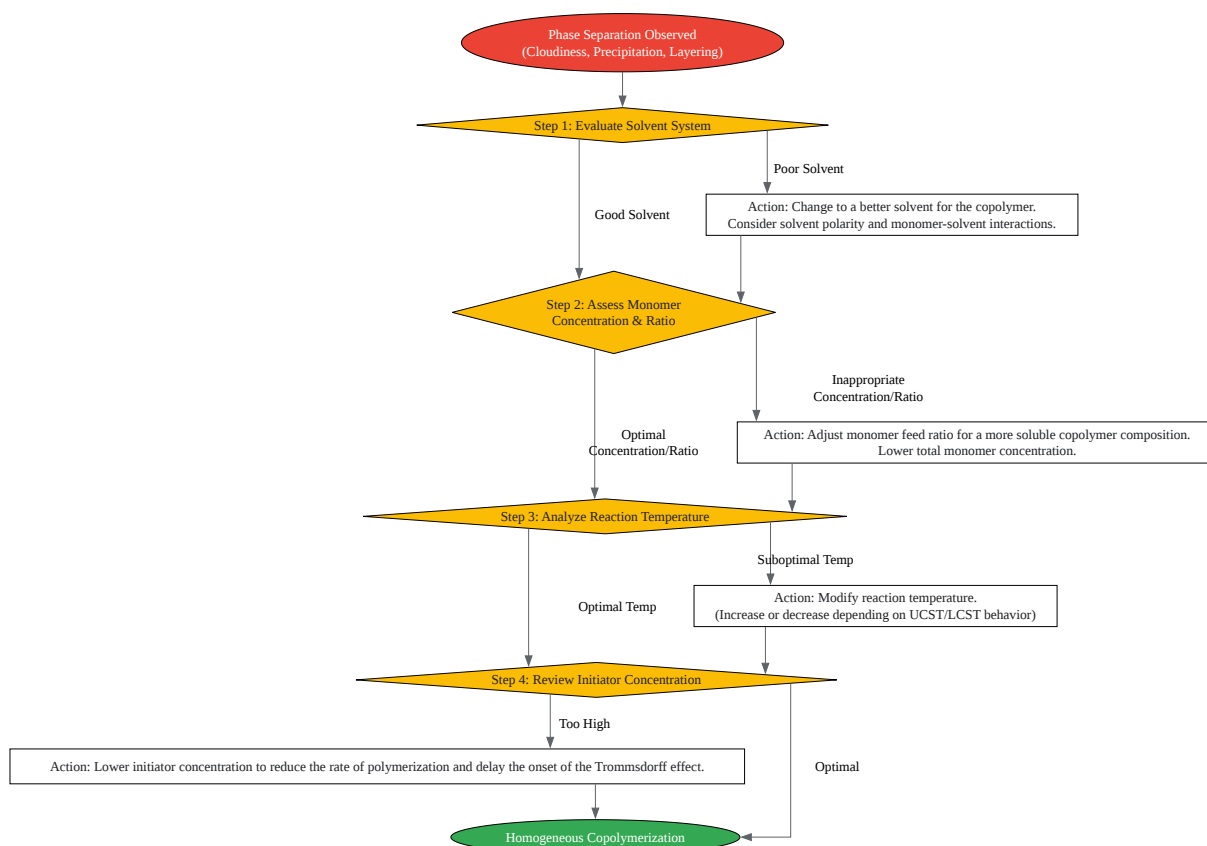 Phase Separation Observed
(Cloudiness, Precipitation, Layering)
Step 1: Evaluate Solvent System
Poor Solvent
Good Solvent
Action: Change to a better solvent for the copolymer.
Consider solvent polarity and monomer-solvent interactions.
Step 2: Assess Monomer
Concentration & Ratio
Inappropriate
Concentration/Ratio
Optimal
Concentration/Ratio
Action: Adjust monomer feed ratio for a more soluble copolymer composition.
Lower total monomer concentration.
Step 3: Analyze Reaction Temperature
Suboptimal Temp
Optimal Temp
Action: Modify reaction temperature.
(Increase or decrease depending on UCST/LCST behavior)
Step 4: Review Initiator Concentration
Too High
Optimal
Action: Lower initiator concentration to reduce the rate of polymerization and delay the onset of the Trommsdorff effect.
Homogeneous Copolymerization